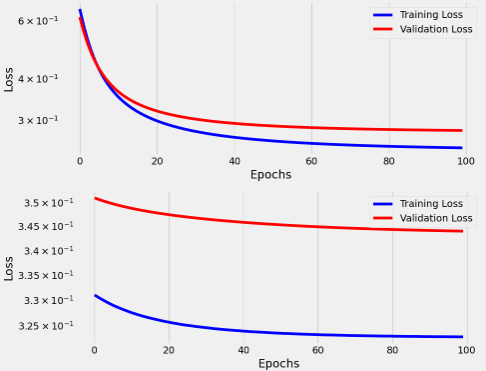 6 × 10⁻¹
4 × 10⁻¹
3 × 10⁻¹
Loss
Training Loss
Validation Loss
0 20 40 60 80 100
Epochs
3.5 × 10⁻¹
3.45 × 10⁻¹
3.4 × 10⁻¹
3.35 × 10⁻¹
3.3 × 10⁻¹
3.25 × 10⁻¹
Loss
Training Loss
Validation Loss
0 20 40 60 80 100
Epochs